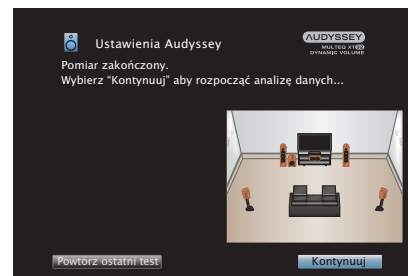 Ustawienia Audyssey
AUDYSSEY
MULTEQ XT32
DYNAMIC VOLUME
Pomiar zakończony.
Wybierz “Kontynuuj” aby rozpocząć analizę danych...
Powtórz ostatni test
Kontynuuj